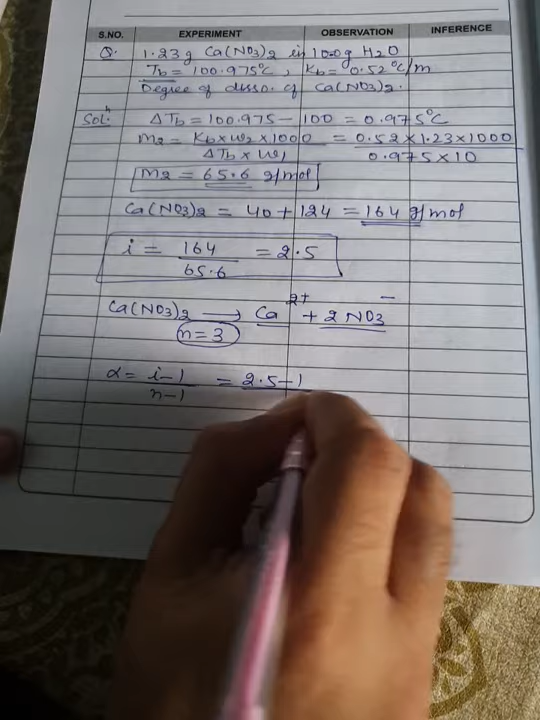 S.NO. EXPERIMENT OBSERVATION INFERENCE
Q. 1.23 g Ca(NO3)2 in 10.0g H2O
Tb = 100.975°C, Kb = 0.52 °C/m
Degree of disso. of Ca(NO3)2.
Solⁿ. ΔTb = 100.975 - 100 = 0.975°C
M2 = Kb × w2 × 1000 / ΔTb × w1 = 0.52 × 1.23 × 1000 / 0.975 × 10
M2 = 65.6 g/mol
Ca(NO3)2 = 40 + 124 = 164 g/mol
i = 164 / 65.6 = 2.5
Ca(NO3)2 → Ca²⁺ + 2 NO3⁻
n = 3
α = i-1 / n-1 = 2.5-1